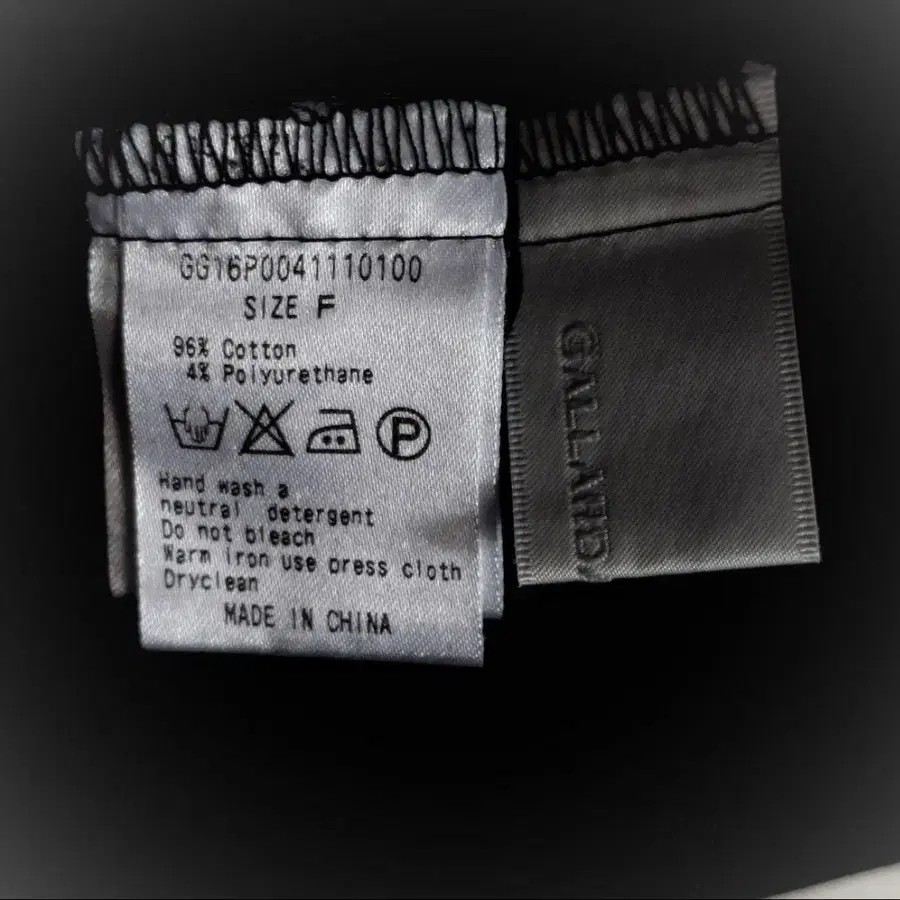 GG16P0041110100
SIZE F
96% Cotton
4% Polyurethane
P
Hand wash a
neutral detergent
Do not bleach
Warm iron use press cloth
Dryclean
MADE IN CHINA